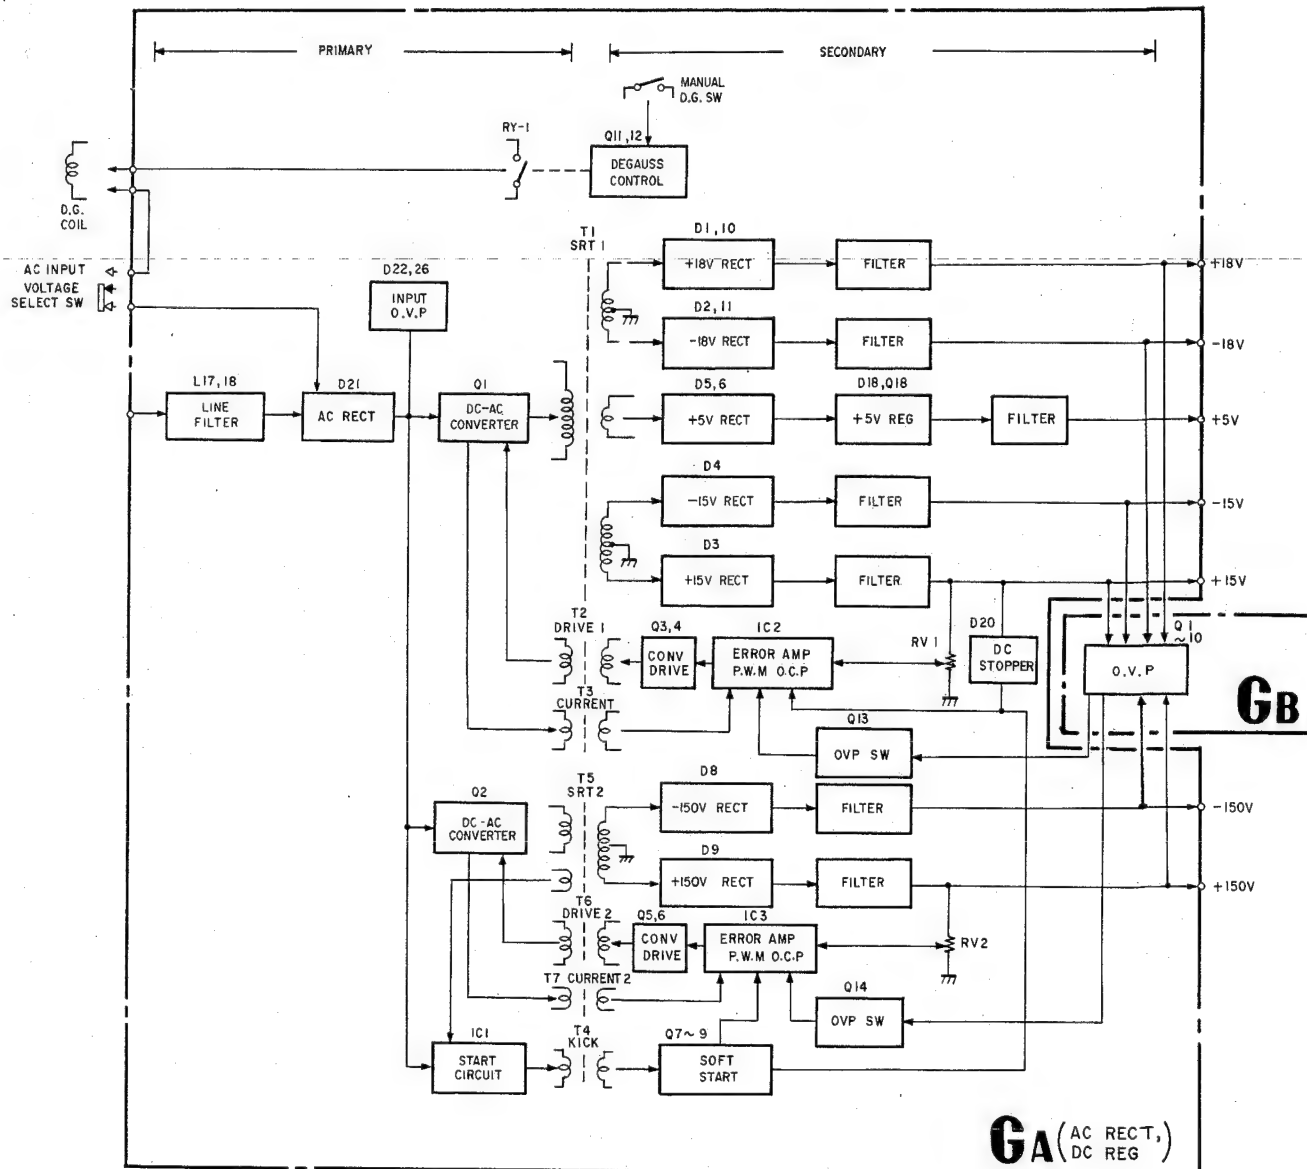 PRIMARY
SECONDARY
MANUAL
D.G. SW
RY-1
Q11,12
DEGAUSS
CONTROL
D.G.
COIL
T1
SRT 1
D1,10
+18V RECT
FILTER
+18V
AC INPUT
VOLTAGE
SELECT SW
D22,26
INPUT
O.V.P
D2,11
-18V RECT
FILTER
-18V
L17,18
LINE
FILTER
D21
AC RECT
Q1
DC-AC
CONVERTER
D5,6
+5V RECT
D18,Q18
+5V REG
FILTER
+5V
D4
-15V RECT
FILTER
-15V
D3
+15V RECT
FILTER
+15V
T2
DRIVE 1
Q3,4
CONV
DRIVE
IC2
ERROR AMP
P.W.M O.C.P
RV1
D20
DC
STOPPER
Q1
~10
O.V.P
GB
T3
CURRENT
Q13
OVP SW
T5
SRT2
D8
-150V RECT
FILTER
-150V
Q2
DC-AC
CONVERTER
D9
+150V RECT
FILTER
+150V
T6
DRIVE 2
Q5,6
CONV
DRIVE
IC3
ERROR AMP
P.W.M O.C.P
RV2
T7 CURRENT2
Q14
OVP SW
IC1
START
CIRCUIT
T4
KICK
Q7~9
SOFT
START
GA (AC RECT,
DC REG)